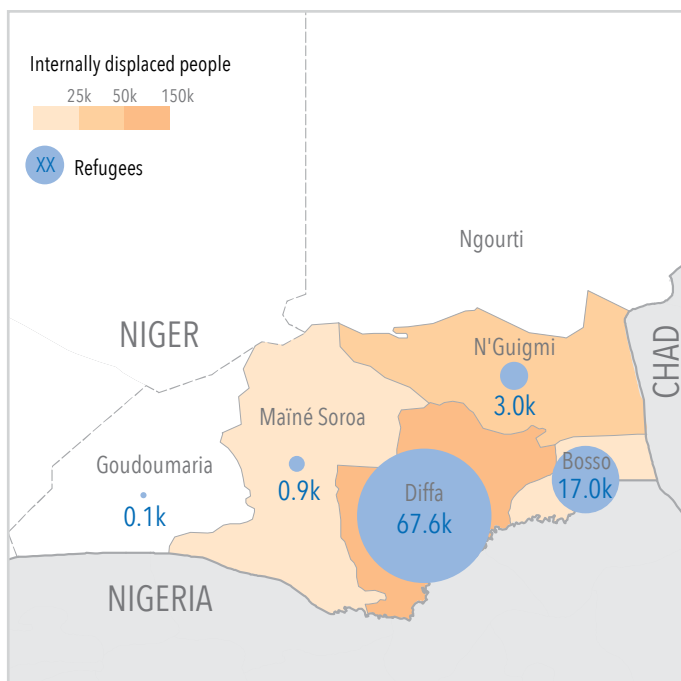 Internally displaced people
25k 50k 150k
XX Refugees
Ngourti
NIGER
N'Guigmi
3.0k
CHAD
Maïné Soroa
0.9k
Goudoumaria
0.1k
Diffa
67.6k
Bosso
17.0k
NIGERIA